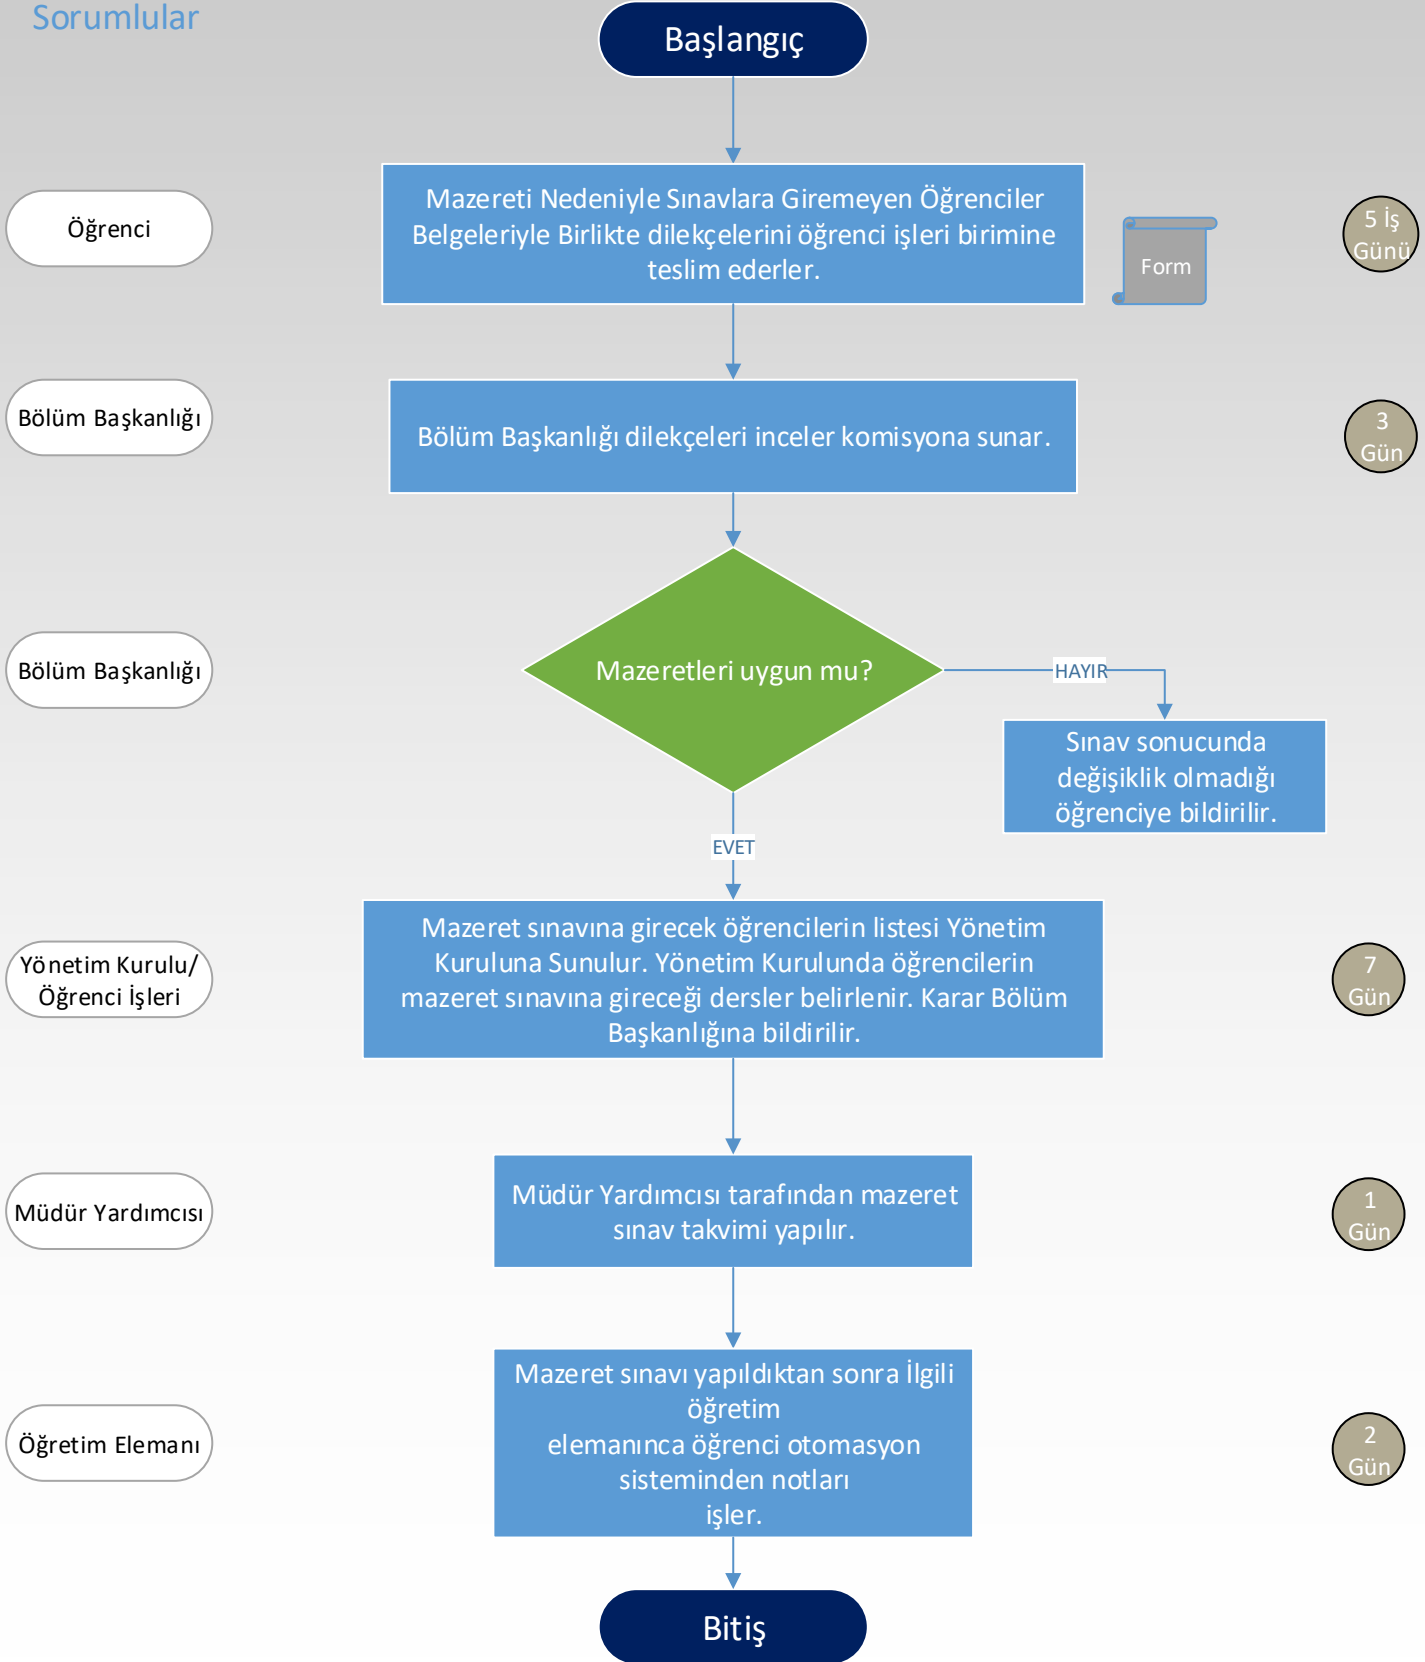 Sorumlular
Başlangıç
Öğrenci
Mazereti Nedeniyle Sınavlara Giremeyen Öğrenciler
Belgeleriyle Birlikte dilekçelerini öğrenci işleri birimine
teslim ederler.
Form
5 İş
Günü
Bölüm Başkanlığı
Bölüm Başkanlığı dilekçeleri inceler komisyona sunar.
3
Gün
Bölüm Başkanlığı
Mazeretleri uygun mu?
HAYIR
Sınav sonucunda
değişiklik olmadığı
öğrenciye bildirilir.
EVET
Yönetim Kurulu/
Öğrenci İşleri
Mazeret sınavına girecek öğrencilerin listesi Yönetim
Kuruluna Sunulur. Yönetim Kurulunda öğrencilerin
mazeret sınavına gireceği dersler belirlenir. Karar Bölüm
Başkanlığına bildirilir.
7
Gün
Müdür Yardımcısı
Müdür Yardımcısı tarafından mazeret
sınav takvimi yapılır.
1
Gün
Öğretim Elemanı
Mazeret sınavı yapıldıktan sonra İlgili
öğretim
elemanınca öğrenci otomasyon
sisteminden notları
işler.
2
Gün
Bitiş